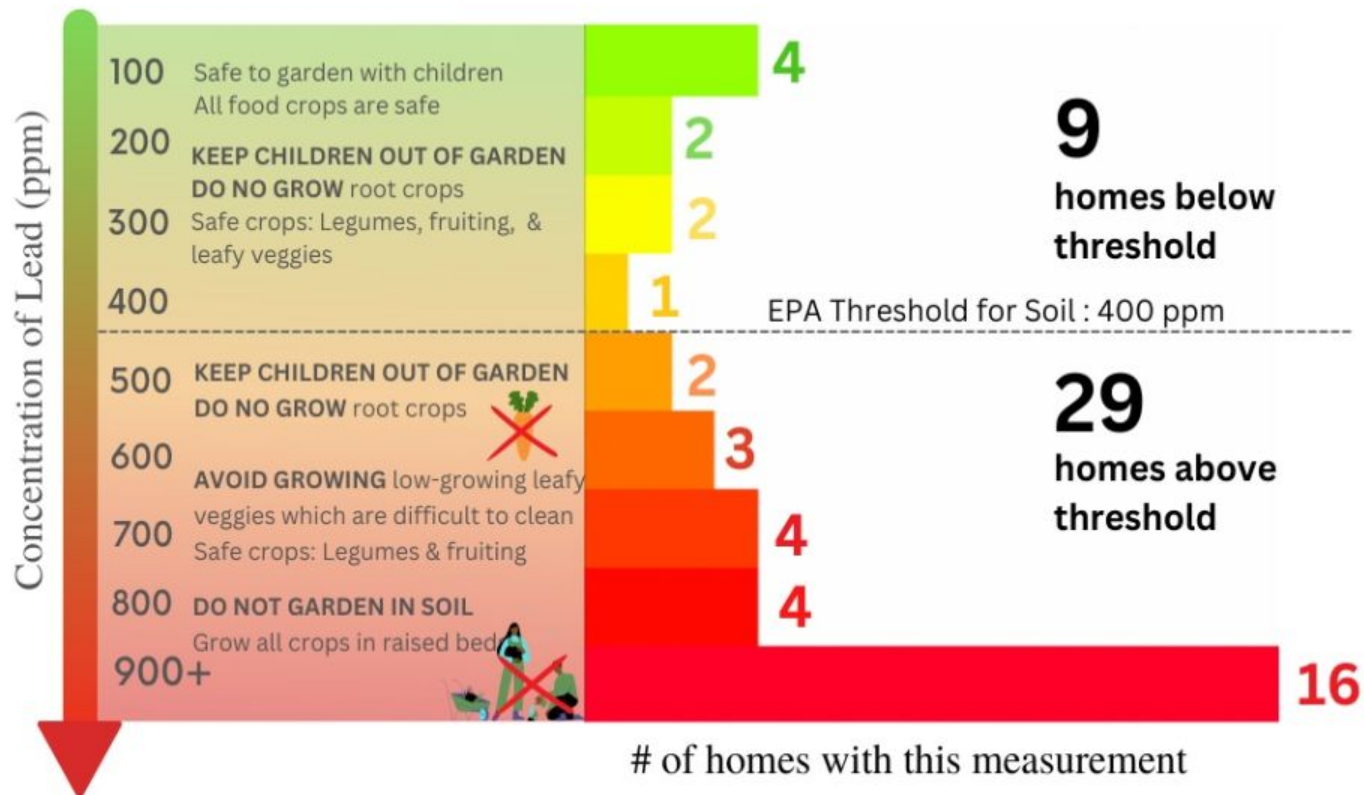 Concentration of Lead (ppm)
100
Safe to garden with children
All food crops are safe
200
KEEP CHILDREN OUT OF GARDEN
DO NO GROW root crops
300
Safe crops: Legumes, fruiting, &
leafy veggies
400
500
KEEP CHILDREN OUT OF GARDEN
DO NO GROW root crops
600
AVOID GROWING low-growing leafy
veggies which are difficult to clean
700
Safe crops: Legumes & fruiting
800
DO NOT GARDEN IN SOIL
Grow all crops in raised bed
900+
4
2
2
1
2
3
4
4
16
9
homes below
threshold
EPA Threshold for Soil : 400 ppm
29
homes above
threshold
# of homes with this measurement